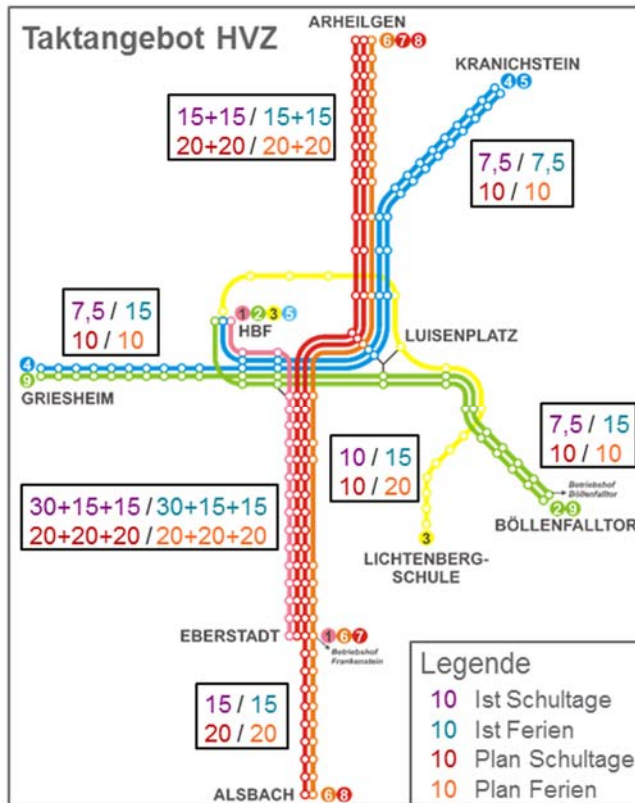 Taktangebot HVZ
ARHEILGEN
6 7 8
KRANICHSTEIN
4 5
15+15 / 15+15
20+20 / 20+20
7,5 / 7,5
10 / 10
7,5 / 15
10 / 10
1 2 3 5
HBF
LUISENPLATZ
4
9
GRIESHEIM
7,5 / 15
10 / 10
10 / 15
10 / 20
Betriebshof
Böllenfalltor
2 9
BÖLLENFALLTOR
30+15+15 / 30+15+15
20+20+20 / 20+20+20
3
LICHTENBERG-
SCHULE
EBERSTADT
1 6 7
Betriebshof
Frankenstein
15 / 15
20 / 20
ALSBACH
6 8
Legende
10 Ist Schultage
10 Ist Ferien
10 Plan Schultage
10 Plan Ferien